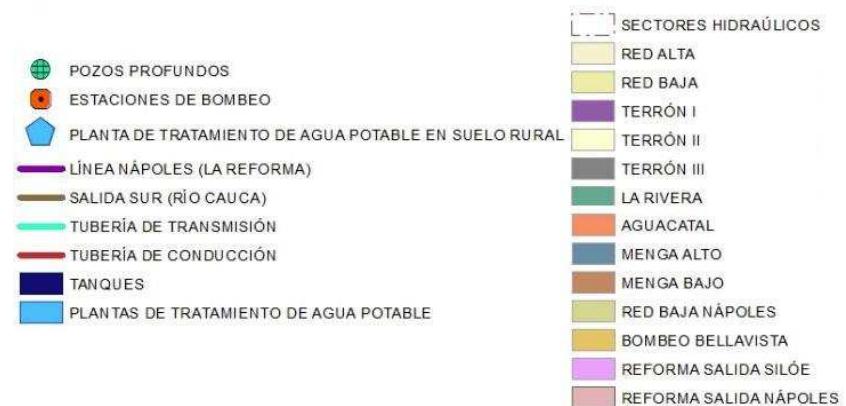 POZOS PROFUNDOS
ESTACIONES DE BOMBEO
PLANTA DE TRATAMIENTO DE AGUA POTABLE EN SUELO RURAL
LÍNEA NÁPOLES (LA REFORMA)
SALIDA SUR (RÍO CAUCA)
TUBERÍA DE TRANSMISIÓN
TUBERÍA DE CONDUCCIÓN
TANQUES
PLANTAS DE TRATAMIENTO DE AGUA POTABLE
SECTORES HIDRAÚLICOS
RED ALTA
RED BAJA
TERRÓN I
TERRÓN II
TERRÓN III
LA RIVERA
AGUACATAL
MENGA ALTO
MENGA BAJO
RED BAJA NÁPOLES
BOMBEO BELLAVISTA
REFORMA SALIDA SILÓE
REFORMA SALIDA NÁPOLES